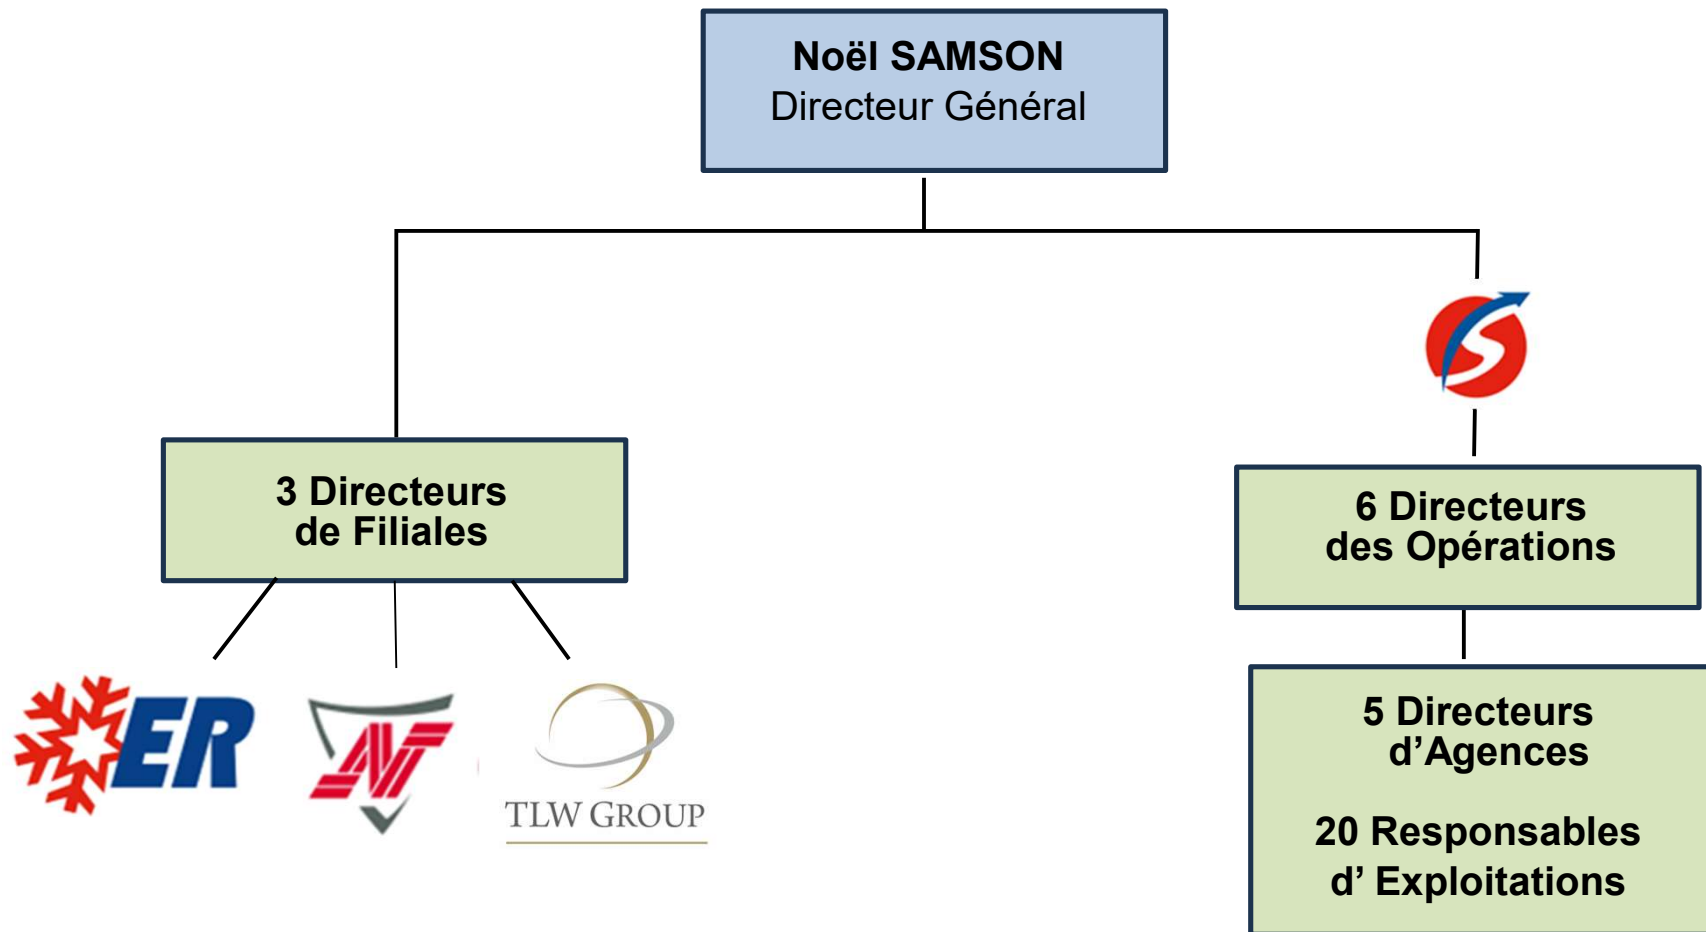 Noël SAMSON
Directeur Général
3 Directeurs
de Filiales
6 Directeurs
des Opérations
ER
TLW GROUP
5 Directeurs
d’Agences
20 Responsables
d’ Exploitations